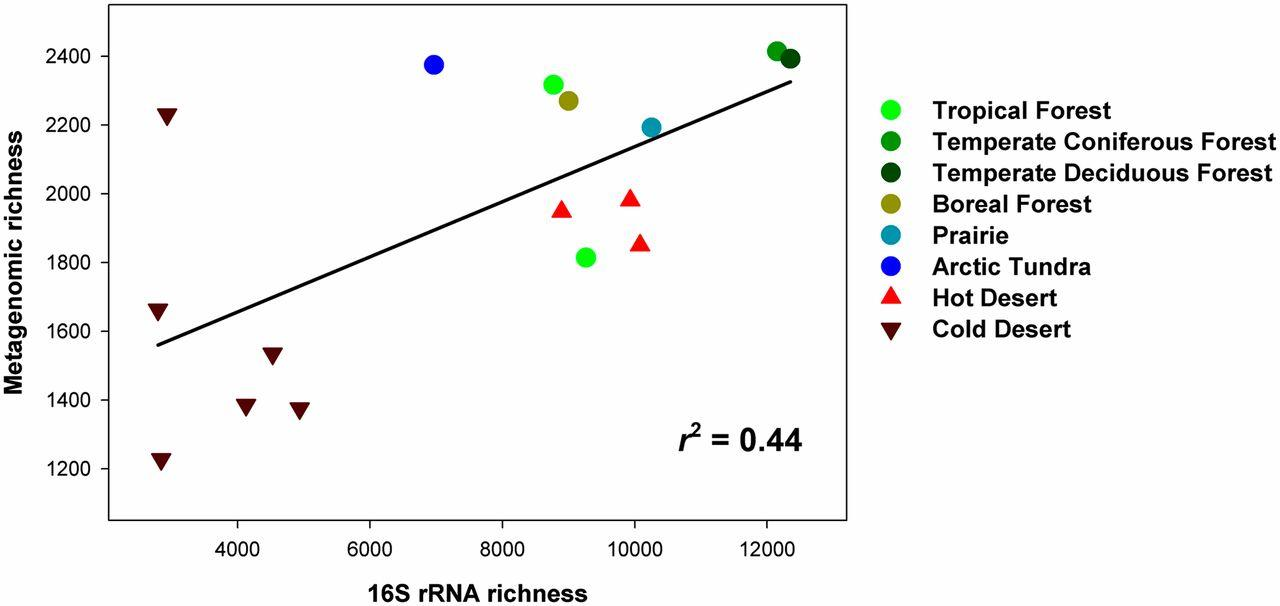 Metagenomic richness
2400
2200
2000
1800
1600
1400
1200
4000 6000 8000 10000 12000
16S rRNA richness
r² = 0.44
Tropical Forest
Temperate Coniferous Forest
Temperate Deciduous Forest
Boreal Forest
Prairie
Arctic Tundra
Hot Desert
Cold Desert